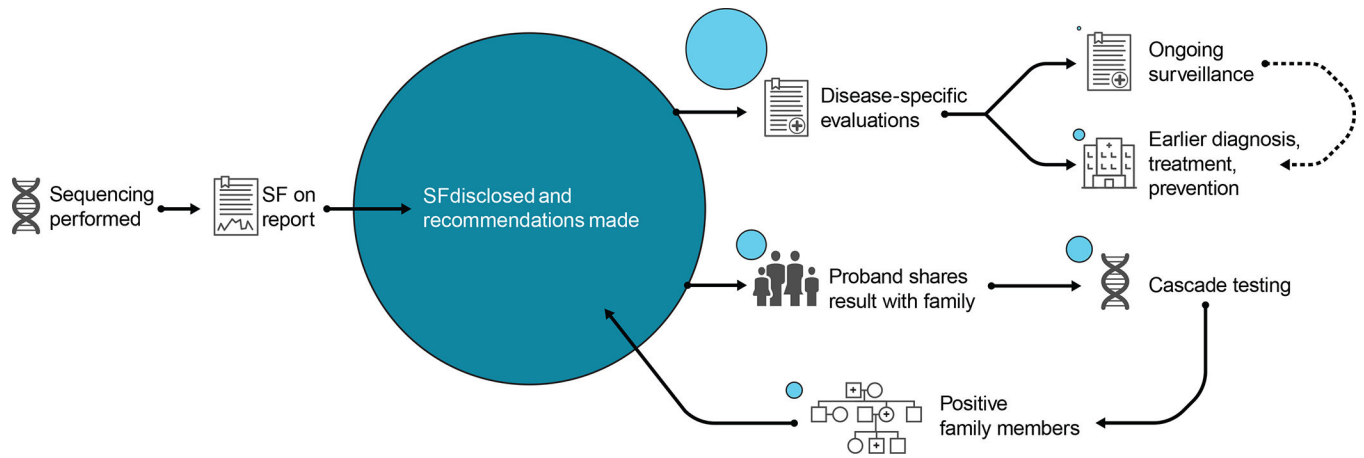 Sequencing
performed
SF on
report
SFdisclosed and
recommendations made
Disease-specific
evaluations
Ongoing
surveillance
Earlier diagnosis,
treatment,
prevention
Proband shares
result with family
Cascade testing
Positive
family members